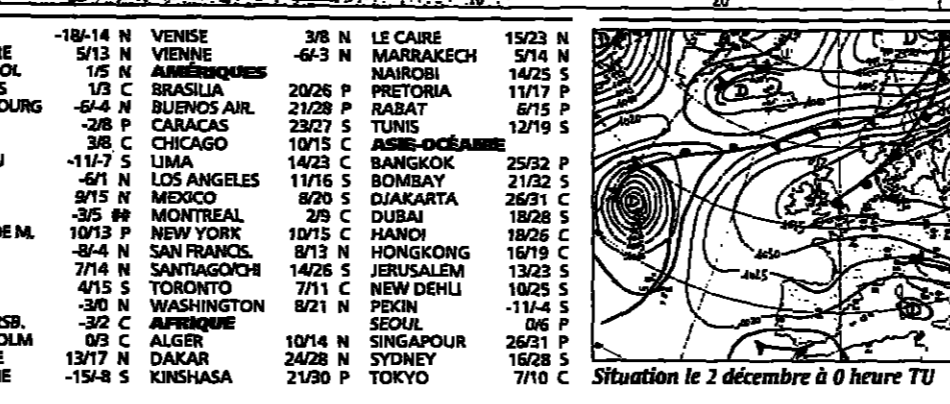 -18/-14 N VENISE 3/8 N LE CAIRE 15/23 N
5/13 N VIENNE -6/-3 N MARRAKECH 5/14 N
OL 1/5 N AMÉRIQUES NAIROBI 14/25 S
1/3 C BRASILIA 20/26 P PRETORIA 11/17 P
OURG -6/-4 N BUENOS AIR. 21/28 P RABAT 6/15 P
-2/8 P CARACAS 23/27 S TUNIS 12/19 S
3/8 C CHICAGO 10/15 C ASIE-OCÉANIE
-11/-7 S LIMA 14/23 C BANGKOK 25/32 P
-6/1 N LOS ANGELES 11/16 S BOMBAY 21/32 S
9/15 N MEXICO 8/20 S DJAKARTA 26/31 C
-3/5 ## MONTREAL 2/9 C DUBAI 18/28 S
DE M. 10/13 P NEW YORK 10/15 C HANOI 18/26 C
-8/-4 N SAN FRANCIS. 8/13 N HONGKONG 16/19 C
7/14 N SANTIAGO/CHI 14/26 S JERUSALEM 13/23 S
4/15 S TORONTO 7/11 C NEW DEHLI 10/25 S
-3/0 N WASHINGTON 8/21 N PEKIN -11/-4 S
RSB. -3/2 C AFRIQUE SEOUL 0/6 P
OLM 0/3 C ALGER 10/14 N SINGAPOUR 26/31 P
13/17 N DAKAR 24/28 N SYDNEY 16/28 S
-15/-8 S KINSHASA 21/30 P TOKYO 7/10 C
Situation le 2 décembre à 0 heure TU